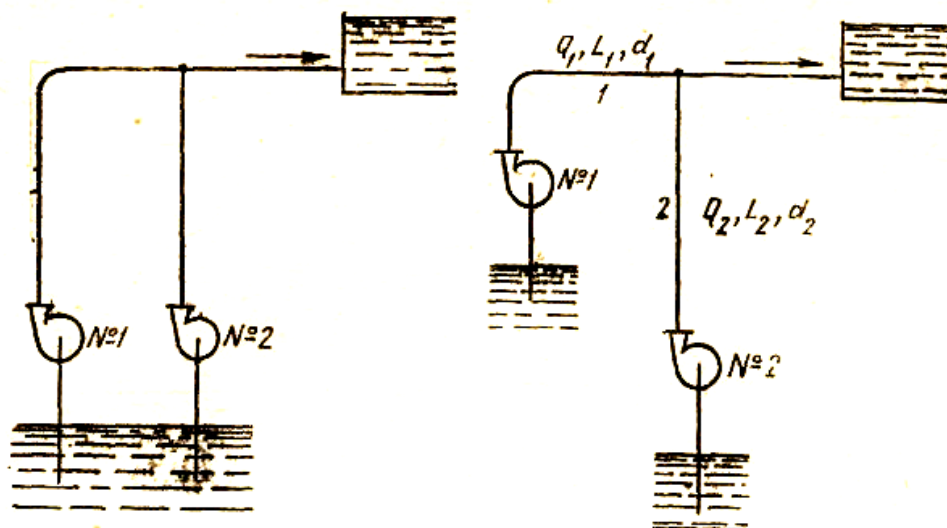 №1
№2
Q₁, L₁, d₁
1
№1
2 Q₂, L₂, d₂
№2